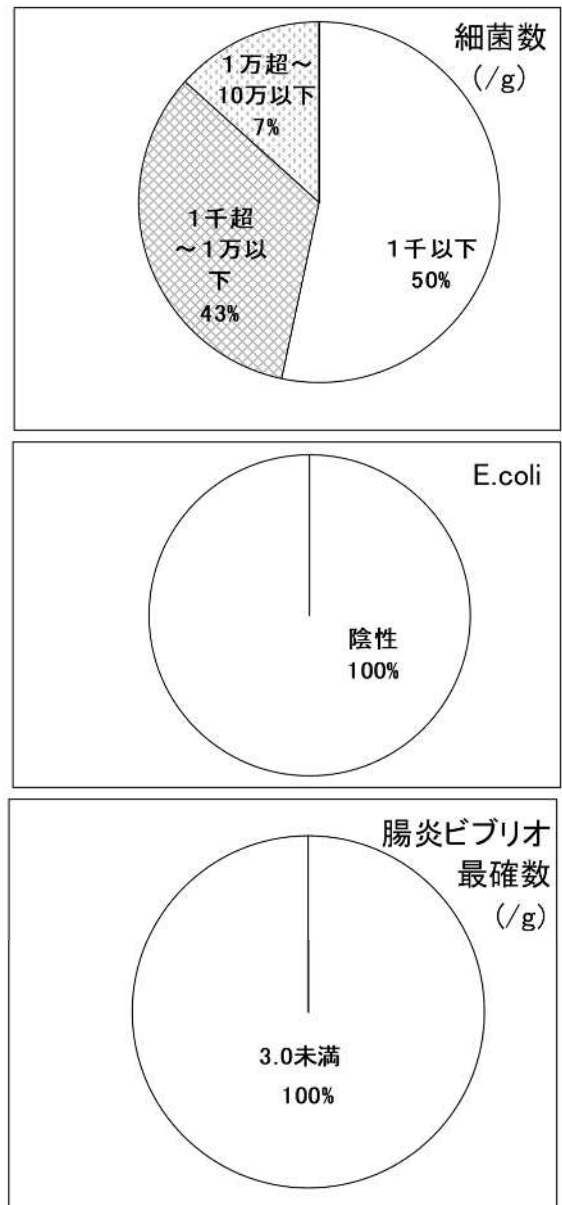 細菌数
(/g)
1万超～
10万以下
7%
1千超
～1万以
下
43%
1千以下
50%
E.coli
陰性
100%
腸炎ビブリオ
最確数
(/g)
3.0未満
100%